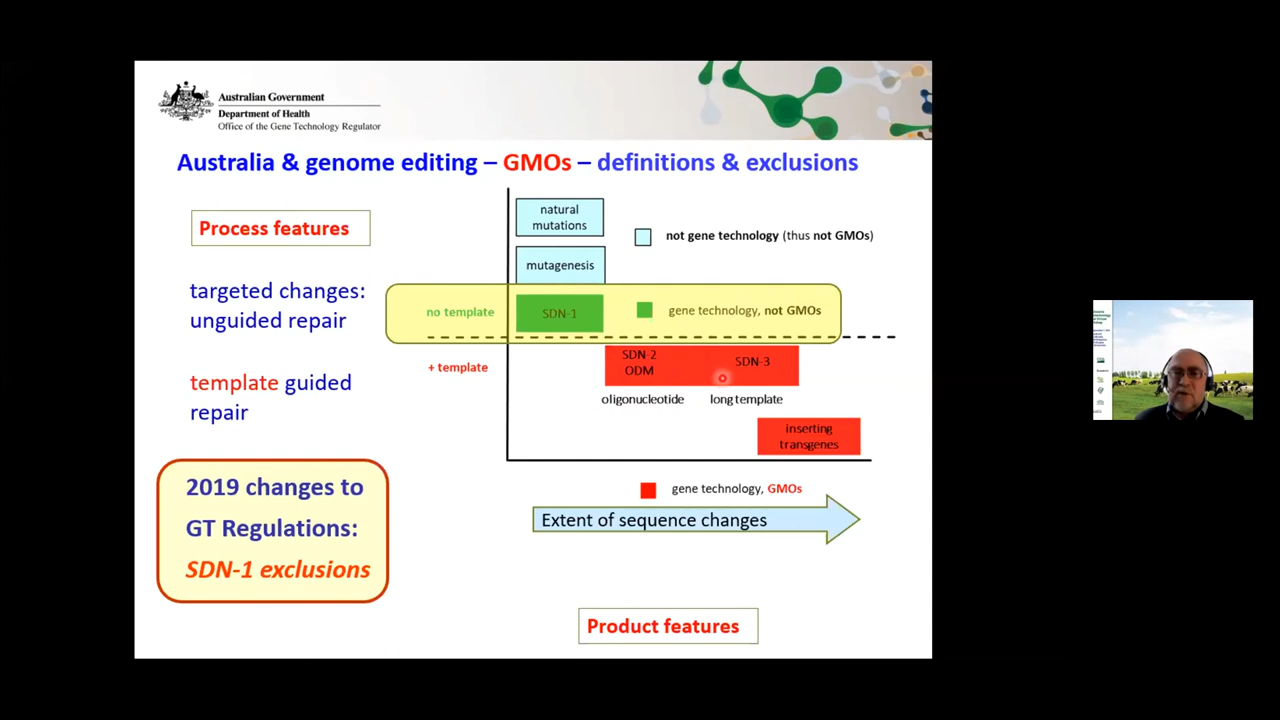 Australian Government
Department of Health
Office of the Gene Technology Regulator
Australia & genome editing – GMOs – definitions & exclusions
Process features
targeted changes:
unguided repair
template guided
repair
2019 changes to
GT Regulations:
SDN-1 exclusions
natural
mutations
not gene technology (thus not GMOs)
mutagenesis
no template
SDN-1
gene technology, not GMOs
+ template
SDN-2
ODM
SDN-3
oligonucleotide
long template
inserting
transgenes
gene technology, GMOs
Extent of sequence changes
Product features